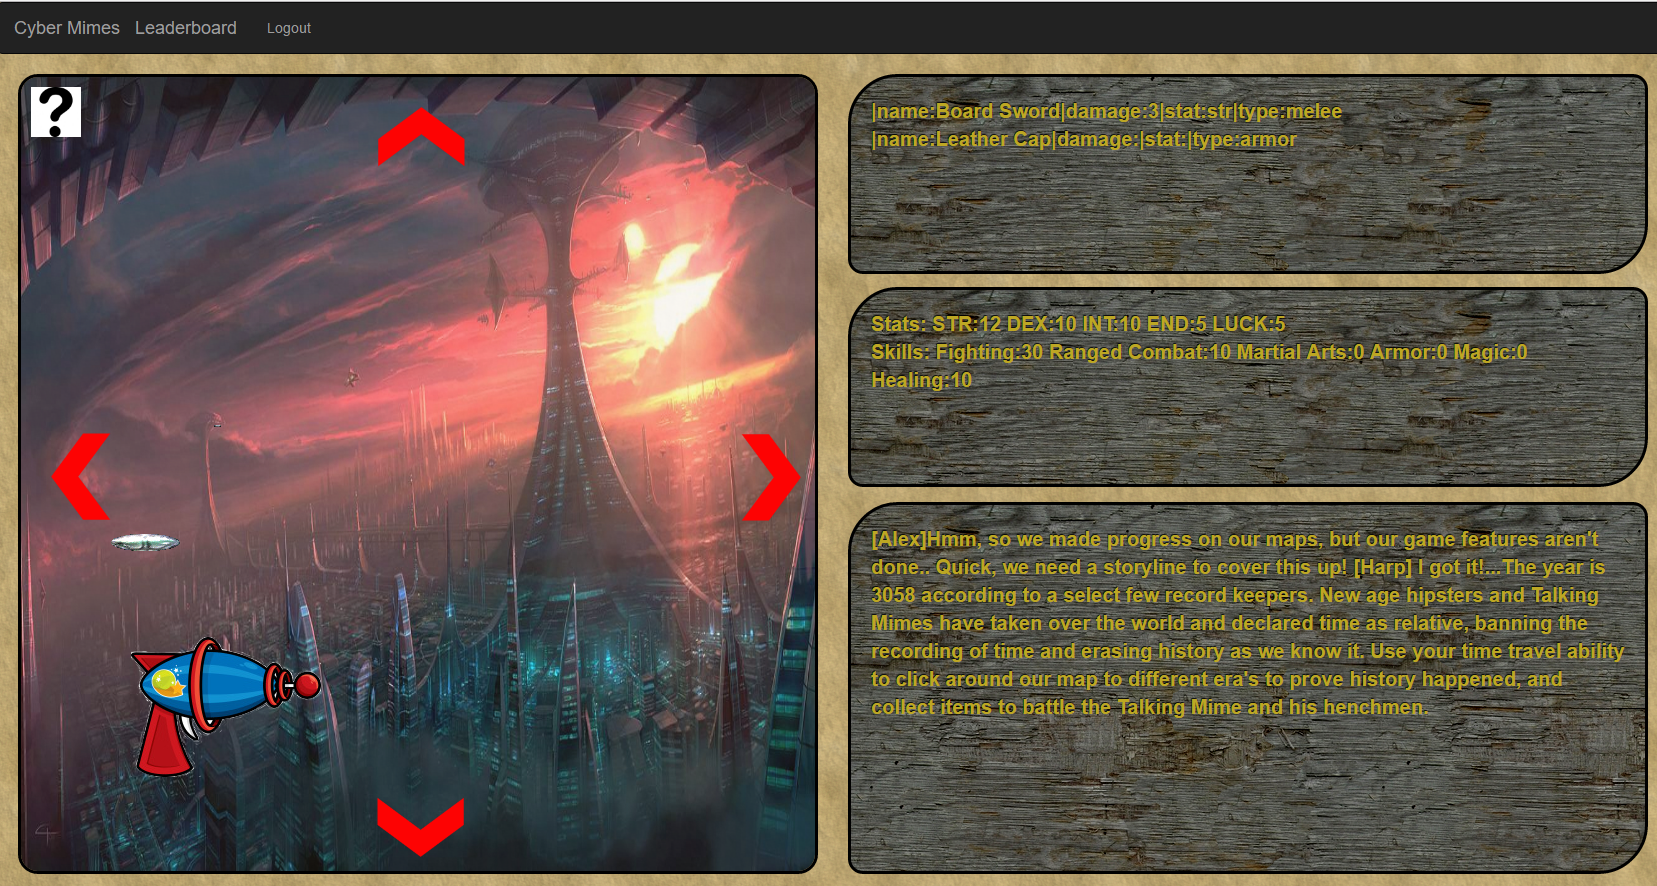 Cyber Mimes Leaderboard Logout
?
|name:Board Sword|damage:3|stat:str|type:melee
|name:Leather Cap|damage:|stat:|type:armor
Stats: STR:12 DEX:10 INT:10 END:5 LUCK:5
Skills: Fighting:30 Ranged Combat:10 Martial Arts:0 Armor:0 Magic:0
Healing:10
[Alex]Hmm, so we made progress on our maps, but our game features aren't
done.. Quick, we need a storyline to cover this up! [Harp] I got it!...The year is
3058 according to a select few record keepers. New age hipsters and Talking
Mimes have taken over the world and declared time as relative, banning the
recording of time and erasing history as we know it. Use your time travel ability
to click around our map to different era's to prove history happened, and
collect items to battle the Talking Mime and his henchmen.